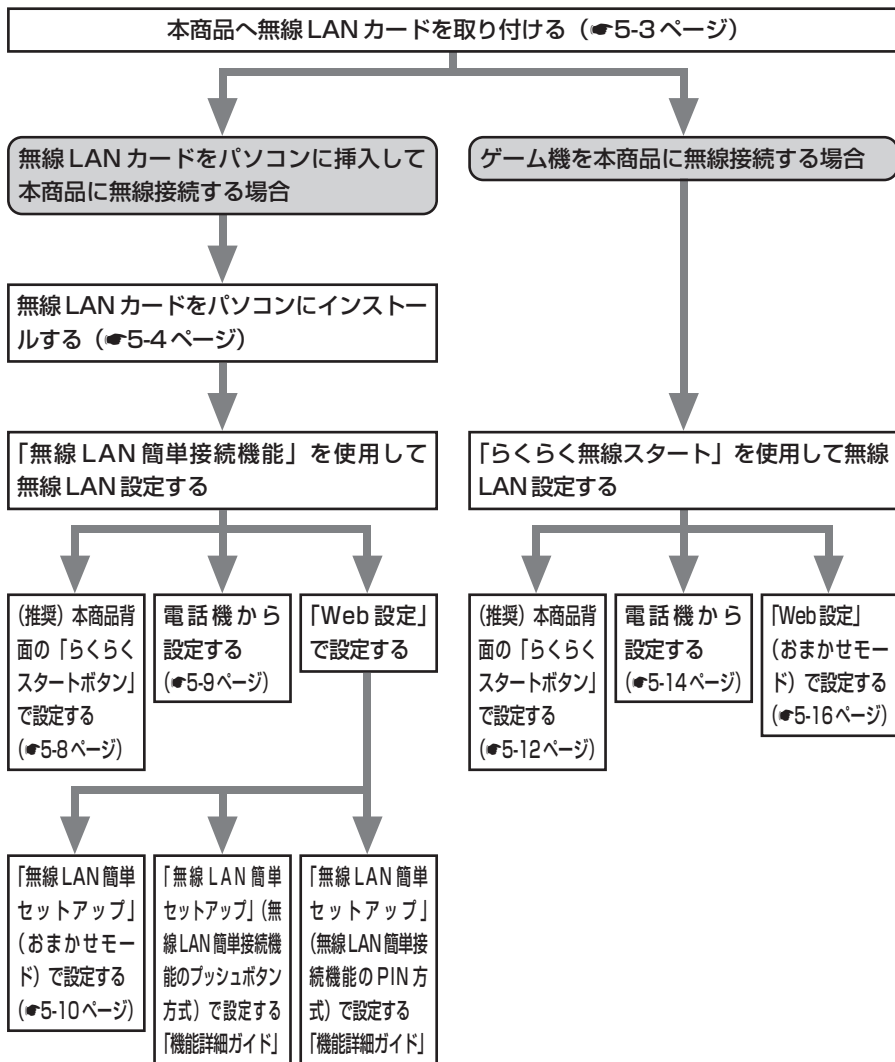 本商品へ無線LANカードを取り付ける（☛5-3ページ）
無線LANカードをパソコンに挿入して
本商品に無線接続する場合
ゲーム機を本商品に無線接続する場合
無線LANカードをパソコンにインストー
ルする（☛5-4ページ）
「無線LAN簡単接続機能」を使用して
無線LAN設定する
「らくらく無線スタート」を使用して無線
LAN設定する
（推奨）本商品背
面の「らくらく
スタートボタン」
で設定する
（☛5-8ページ）
電話機から
設定する
（☛5-9ページ）
「Web設定」
で設定する
（推奨）本商品背
面の「らくらく
スタートボタン」
で設定する
（☛5-12ページ）
電話機から
設定する
（☛5-14ページ）
「Web設定」
（おまかせモー
ド）で設定する
（☛5-16ページ）
「無線LAN簡単
セットアップ」
（おまかせモー
ド）で設定する
（☛5-10ページ）
「無線LAN簡単
セットアップ」（無
線LAN簡単接続機
能のプッシュボタン
方式）で設定する
「機能詳細ガイド」
「無線LAN簡単
セットアップ」
（無線LAN簡単接
続機能のPIN方
式）で設定する
「機能詳細ガイド」